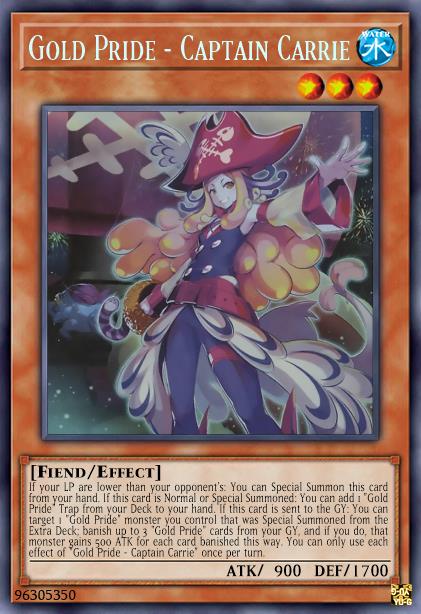 GOLD PRIDE - CAPTAIN CARRIE
WATER
水
[FIEND/EFFECT]
If your LP are lower than your opponent's: You can Special Summon this card
from your hand. If this card is Normal or Special Summoned: You can add 1 "Gold
Pride" Trap from your Deck to your hand. If this card is sent to the GY: You can
target 1 "Gold Pride" monster you control that was Special Summoned from the
Extra Deck; banish up to 3 "Gold Pride" cards from your GY, and if you do, that
monster gains 500 ATK for each card banished this way. You can only use each
effect of "Gold Pride - Captain Carrie" once per turn.
ATK/ 900 DEF/1700
96305350